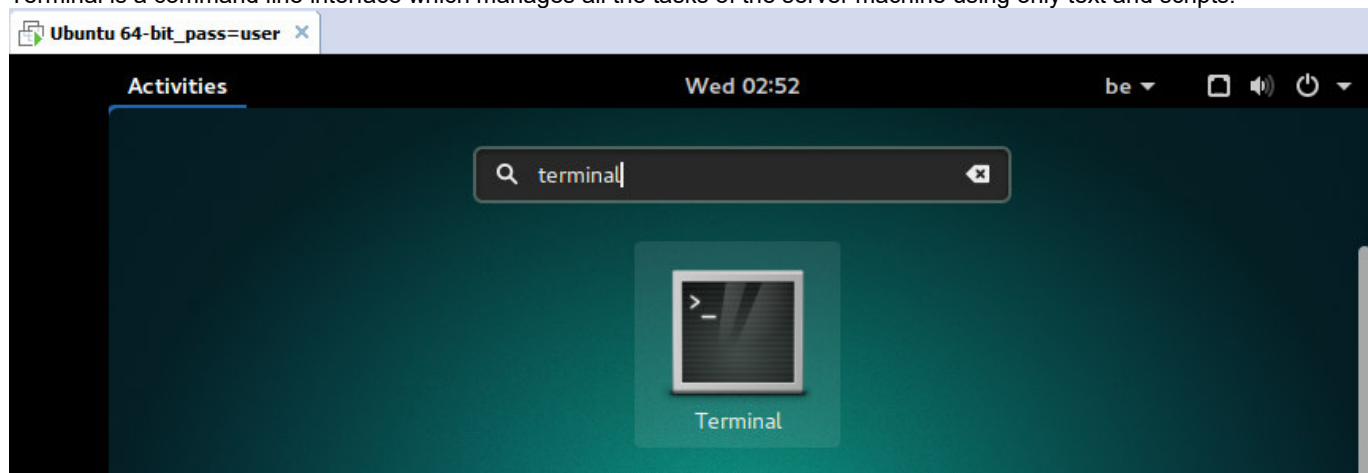 Terminal is a command line interface which manages all the tasks of the server machine using only text and scripts.
Ubuntu 64-bit_pass=user
Activities Wed 02:52 be
terminal
>_
Terminal